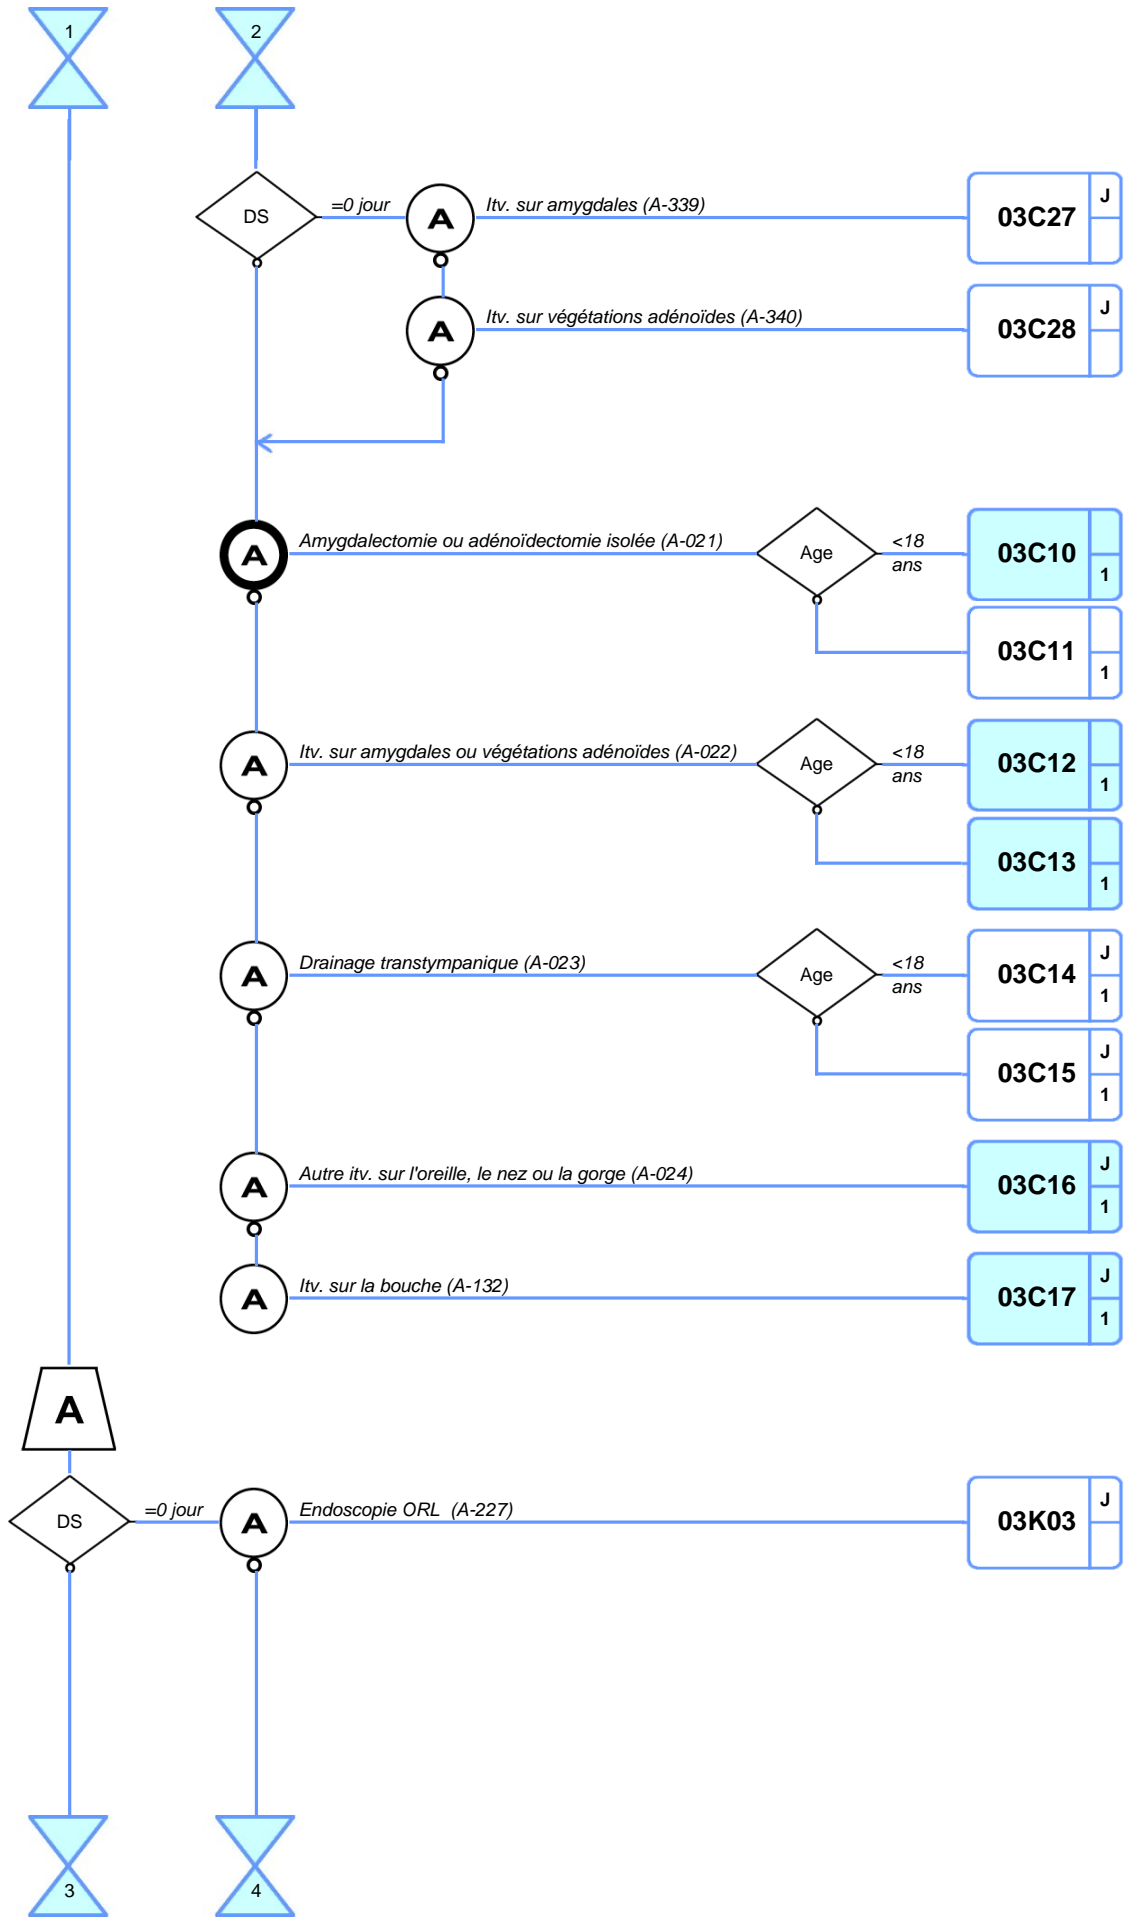 1
2
DS
=0 jour
A
Itv. sur amygdales (A-339)
03C27
J
A
Itv. sur végétations adénoïdes (A-340)
03C28
J
A
Amygdalectomie ou adénoïdectomie isolée (A-021)
Age
<18
ans
03C10
1
03C11
1
A
Itv. sur amygdales ou végétations adénoïdes (A-022)
Age
<18
ans
03C12
1
03C13
1
A
Drainage transtympanique (A-023)
Age
<18
ans
03C14
J
1
03C15
J
1
A
Autre itv. sur l'oreille, le nez ou la gorge (A-024)
03C16
J
1
A
Itv. sur la bouche (A-132)
03C17
J
1
A
DS
=0 jour
A
Endoscopie ORL (A-227)
03K03
J
3
4